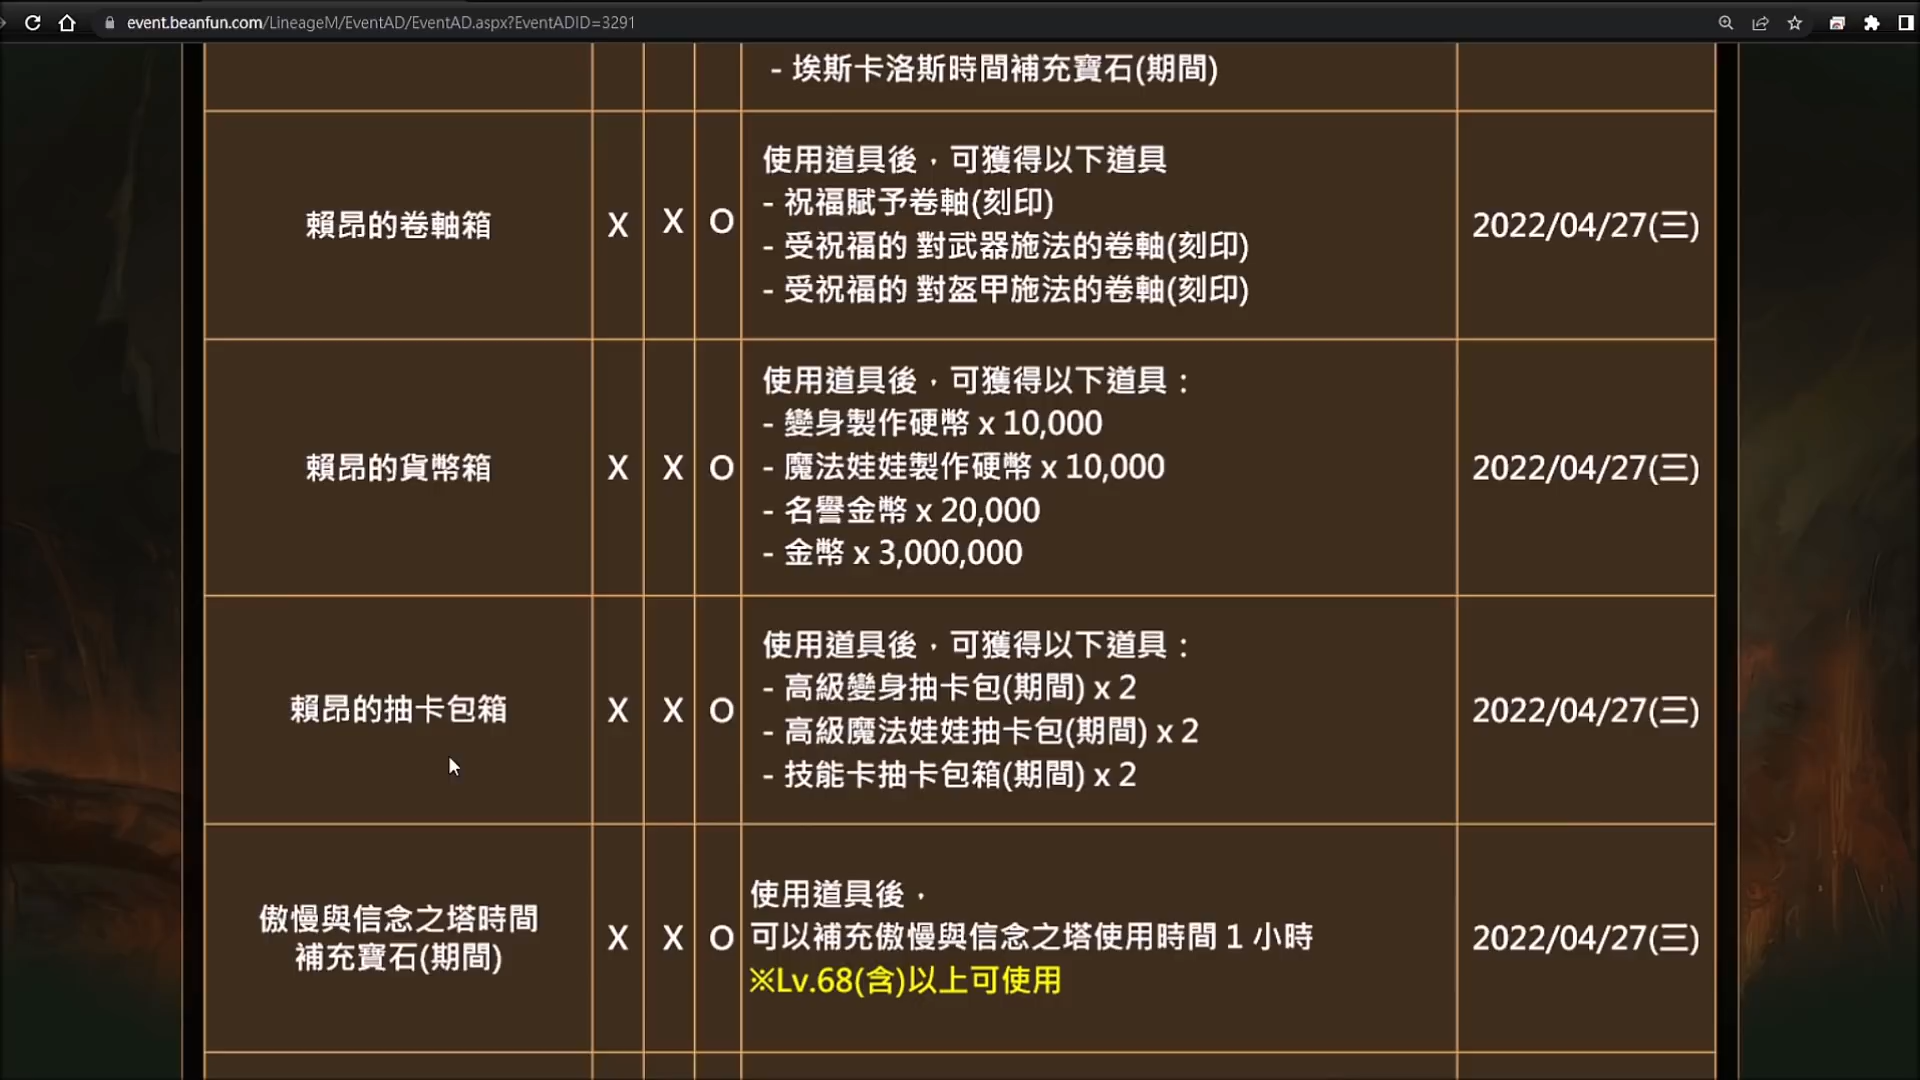 event.beanfun.com/LineageM/EventAD/EventAD.aspx?EventADID=3291
- 埃斯卡洛斯時間補充寶石(期間)
賴昂的卷軸箱
X X O
使用道具後，可獲得以下道具
- 祝福賦予卷軸(刻印)
- 受祝福的 對武器施法的卷軸(刻印)
- 受祝福的 對盔甲施法的卷軸(刻印)
2022/04/27(三)
賴昂的貨幣箱
X X O
使用道具後，可獲得以下道具：
- 變身製作硬幣 x 10,000
- 魔法娃娃製作硬幣 x 10,000
- 名譽金幣 x 20,000
- 金幣 x 3,000,000
2022/04/27(三)
賴昂的抽卡包箱
X X O
使用道具後，可獲得以下道具：
- 高級變身抽卡包(期間) x 2
- 高級魔法娃娃抽卡包(期間) x 2
- 技能卡抽卡包箱(期間) x 2
2022/04/27(三)
傲慢與信念之塔時間
補充寶石(期間)
X X O
使用道具後，
可以補充傲慢與信念之塔使用時間 1 小時
※Lv.68(含)以上可使用
2022/04/27(三)